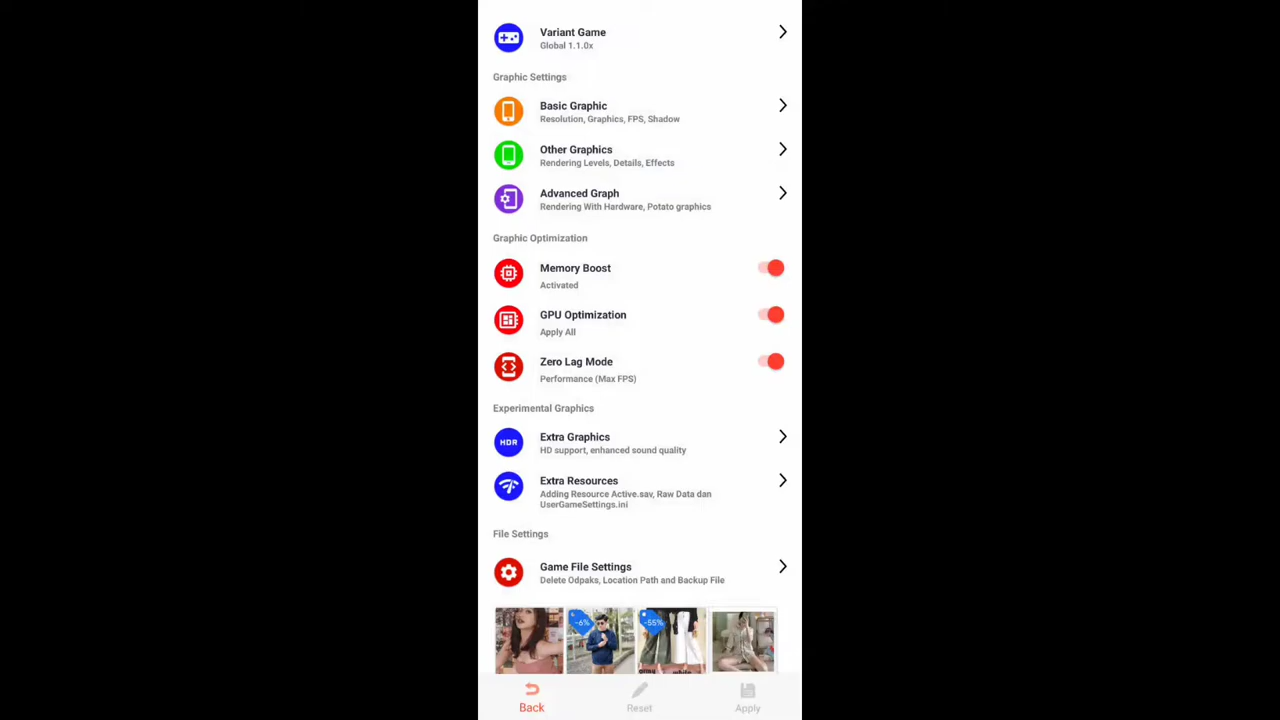 Variant Game
Global 1.1.0x
Graphic Settings
Basic Graphic
Resolution, Graphics, FPS, Shadow
Other Graphics
Rendering Levels, Details, Effects
Advanced Graph
Rendering With Hardware, Potato graphics
Graphic Optimization
Memory Boost
Activated
GPU Optimization
Apply All
Zero Lag Mode
Performance (Max FPS)
Experimental Graphics
HDR
Extra Graphics
HD support, enhanced sound quality
Extra Resources
Adding Resource Active.sav, Raw Data dan
UserGameSettings.ini
File Settings
Game File Settings
Delete Odpaks, Location Path and Backup File
-6%
-55%
while
Back
Reset
Apply